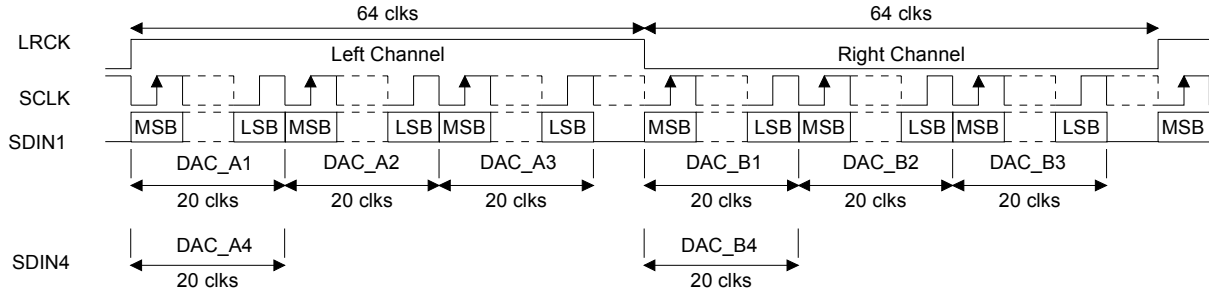 64 clks 64 clks
LRCK Left Channel Right Channel
SCLK
SDIN1 MSB LSB MSB LSB MSB LSB MSB LSB MSB LSB MSB LSB MSB
DAC_A1 DAC_A2 DAC_A3 DAC_B1 DAC_B2 DAC_B3
20 clks 20 clks 20 clks 20 clks 20 clks 20 clks
SDIN4 DAC_A4 DAC_B4
20 clks 20 clks